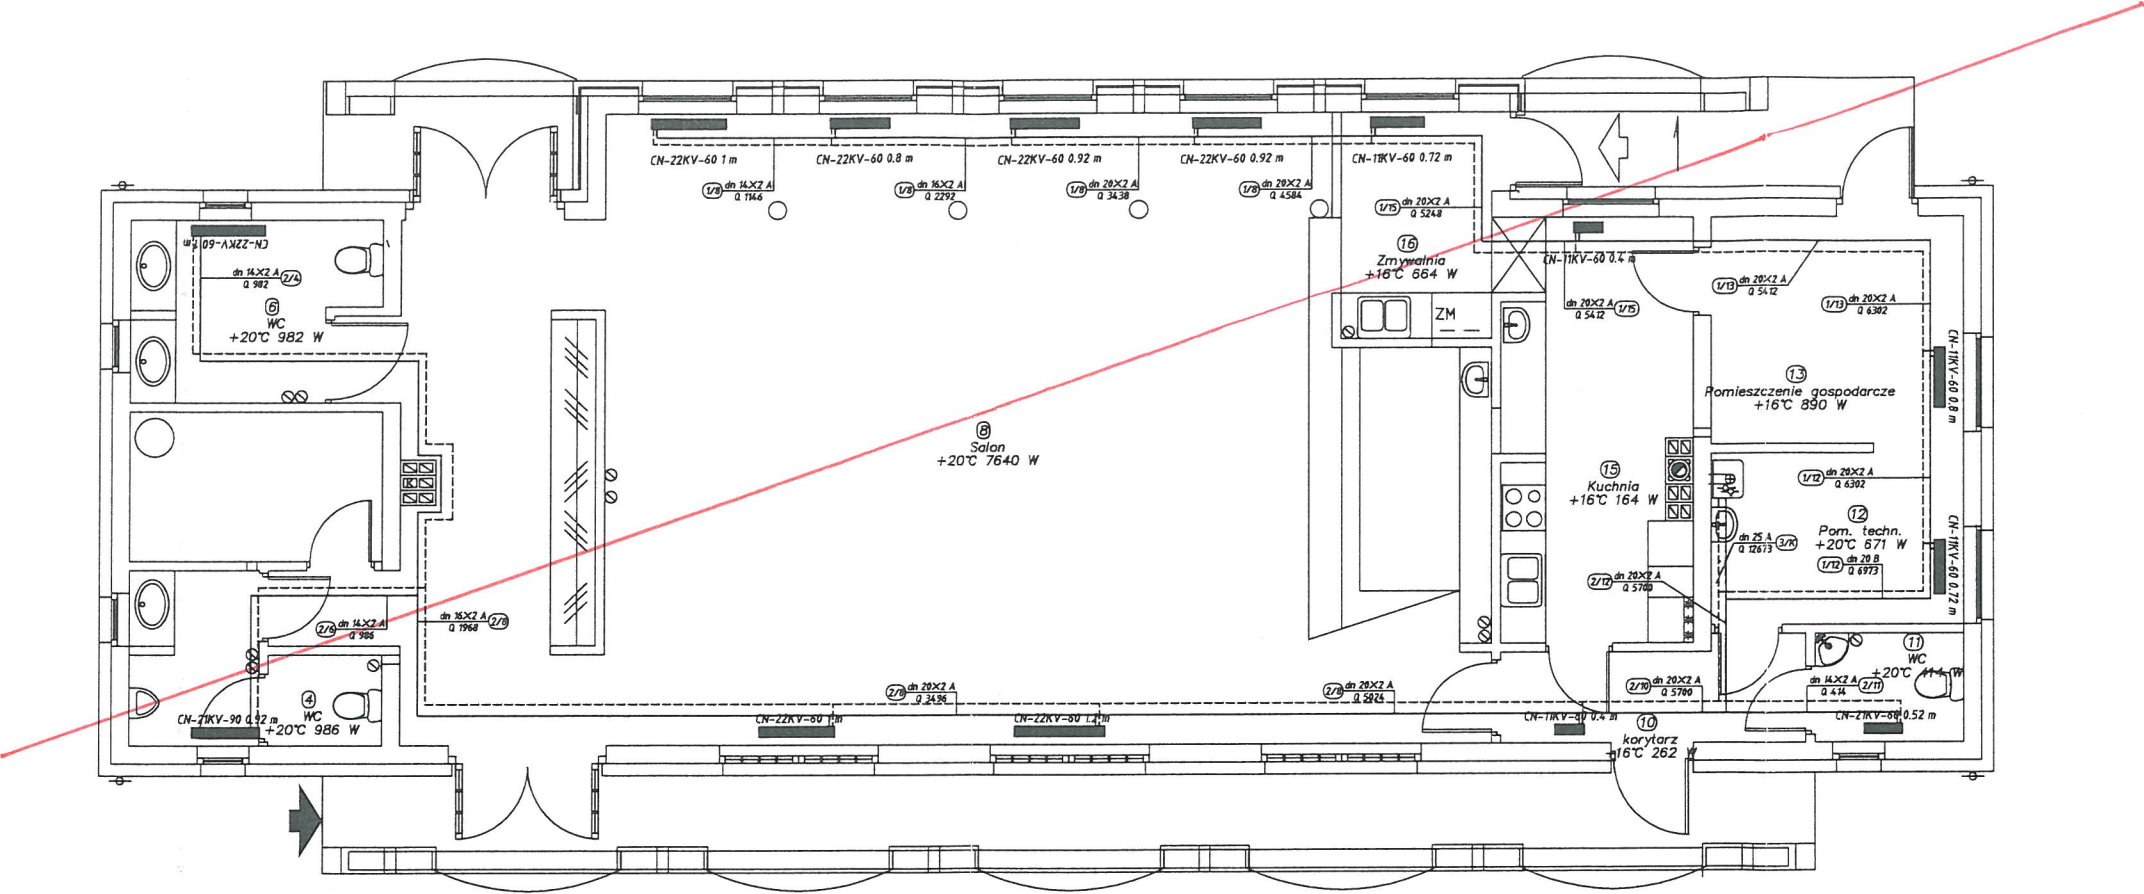 CN-22KV-60 1 m
CN-22KV-60 0.8 m
CN-22KV-60 0.92 m
CN-22KV-60 0.92 m
CN-11KV-60 0.72 m
1/8 dn 14X2 A
Q 1146
1/8 dn 16X2 A
Q 2292
1/8 dn 20X2 A
Q 3438
1/8 dn 20X2 A
Q 4584
1/15 dn 20X2 A
Q 5248
16
Zmywalnia
+16°C 664 W
CN-11KV-60 0.4 m
CN-22KV-60 1 m
dn 14X2 A 2/4
Q 982
6
WC
+20°C 982 W
1/13 dn 20X2 A
Q 5412
1/13 dn 20X2 A
Q 6302
dn 20X2 A 1/15
Q 5412
ZM
CN-11KV-60 0.8 m
13
Pomieszczenie gospodarcze
+16°C 890 W
8
Salon
+20°C 7640 W
K
15
Kuchnia
+16°C 164 W
1/12 dn 20X2 A
Q 6302
12
Pom. techn.
+20°C 671 W
CN-11KV-60 0.72 m
dn 25 A 3/K
Q 12673
1/12 dn 20 B
Q 6973
2/12 dn 20X2 A
Q 5700
2/6 dn 14X2 A
Q 986
dn 16X2 A 2/8
Q 1968
11
WC
+20°C 414 W
4
WC
+20°C 986 W
CN-21KV-90 0.92 m
2/8 dn 20X2 A
Q 3496
2/8 dn 20X2 A
Q 5024
2/10 dn 20X2 A
Q 5700
dn 14X2 A 2/11
Q 414
CN-22KV-60 1 m
CN-22KV-60 1.2 m
CN-11KV-60 0.4 m
CN-21KV-60 0.52 m
10
korytarz
+16°C 262 W